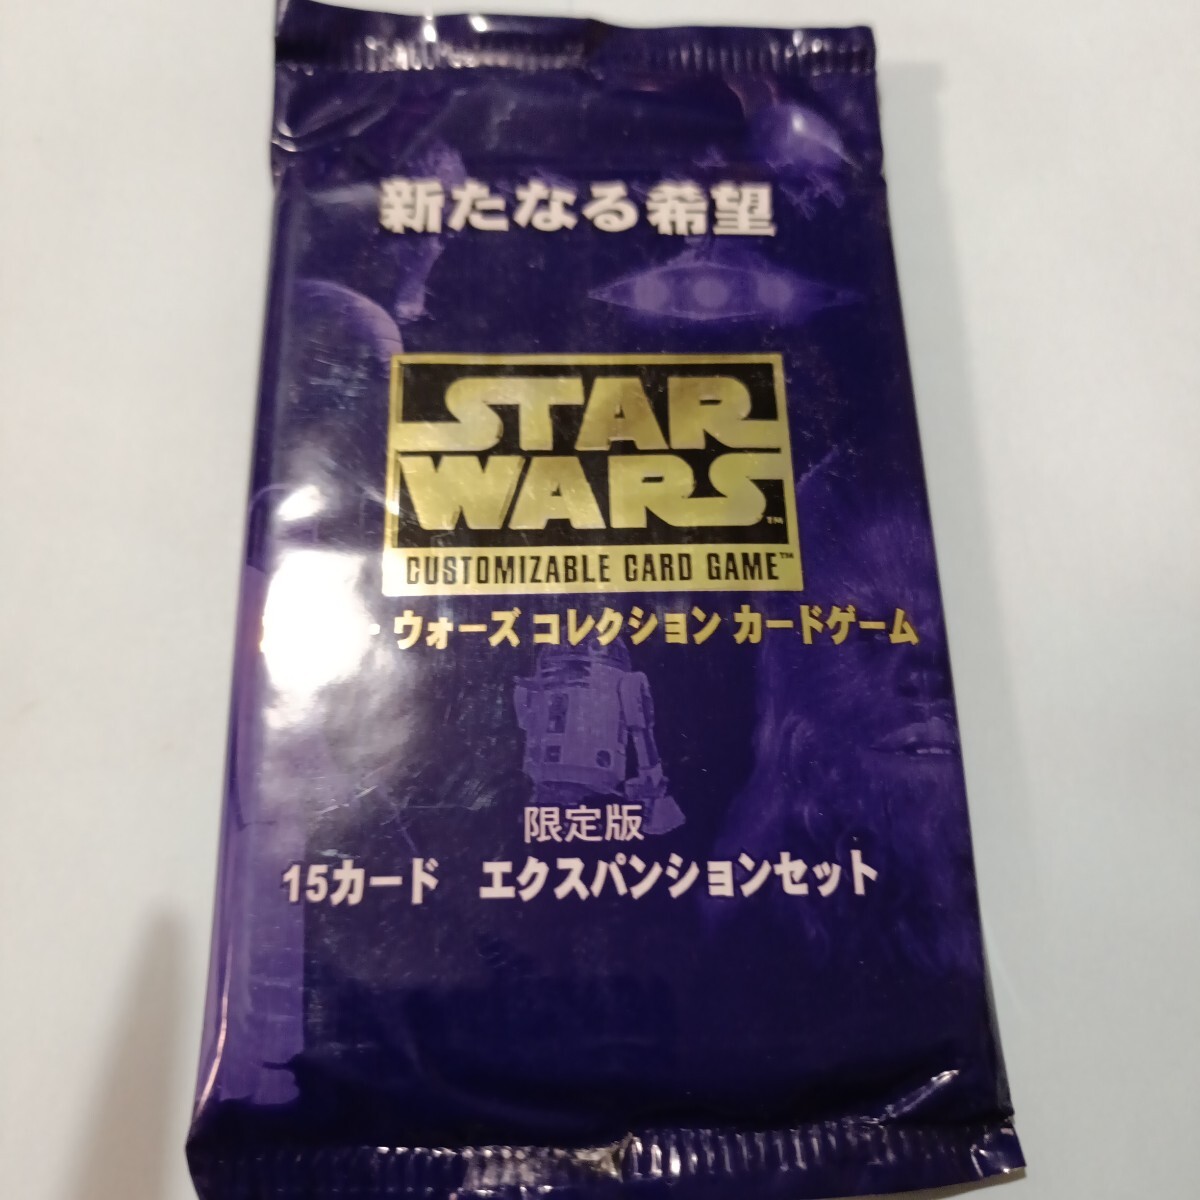 新たなる希望
STAR
WARS™
CUSTOMIZABLE CARD GAME™
・ウォーズ コレクション カードゲーム
限定版
15カード エクスパンションセット